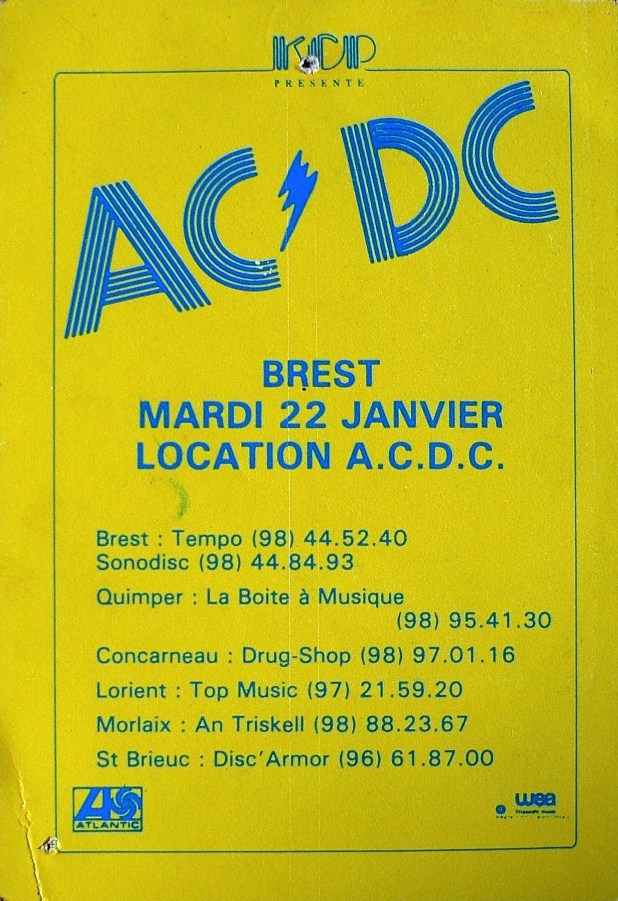 KCP
PRESENTE
AC DC
BREST
MARDI 22 JANVIER
LOCATION A.C.D.C.
Brest : Tempo (98) 44.52.40
Sonodisc (98) 44.84.93
Quimper : La Boite à Musique
(98) 95.41.30
Concarneau : Drug-Shop (98) 97.01.16
Lorient : Top Music (97) 21.59.20
Morlaix : An Triskell (98) 88.23.67
St Brieuc : Disc'Armor (96) 61.87.00
ATLANTIC
wea